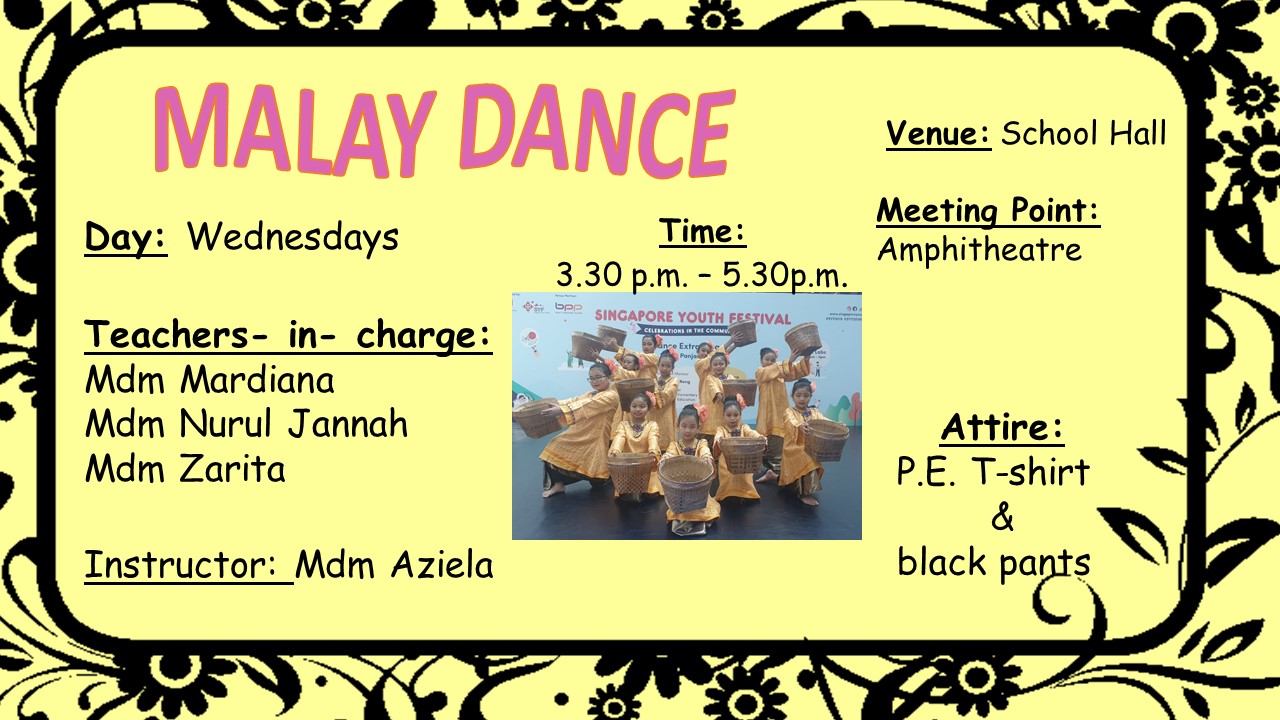 MALAY DANCE
Venue: School Hall
Day: Wednesdays
Time:
3.30 p.m. – 5.30p.m.
Meeting Point:
Amphitheatre
Teachers- in- charge:
Mdm Mardiana
Mdm Nurul Jannah
Mdm Zarita
Instructor: Mdm Aziela
bpp
SINGAPORE YOUTH FESTIVAL
CELEBRATIONS IN THE
Attire:
P.E. T-shirt
&
black pants